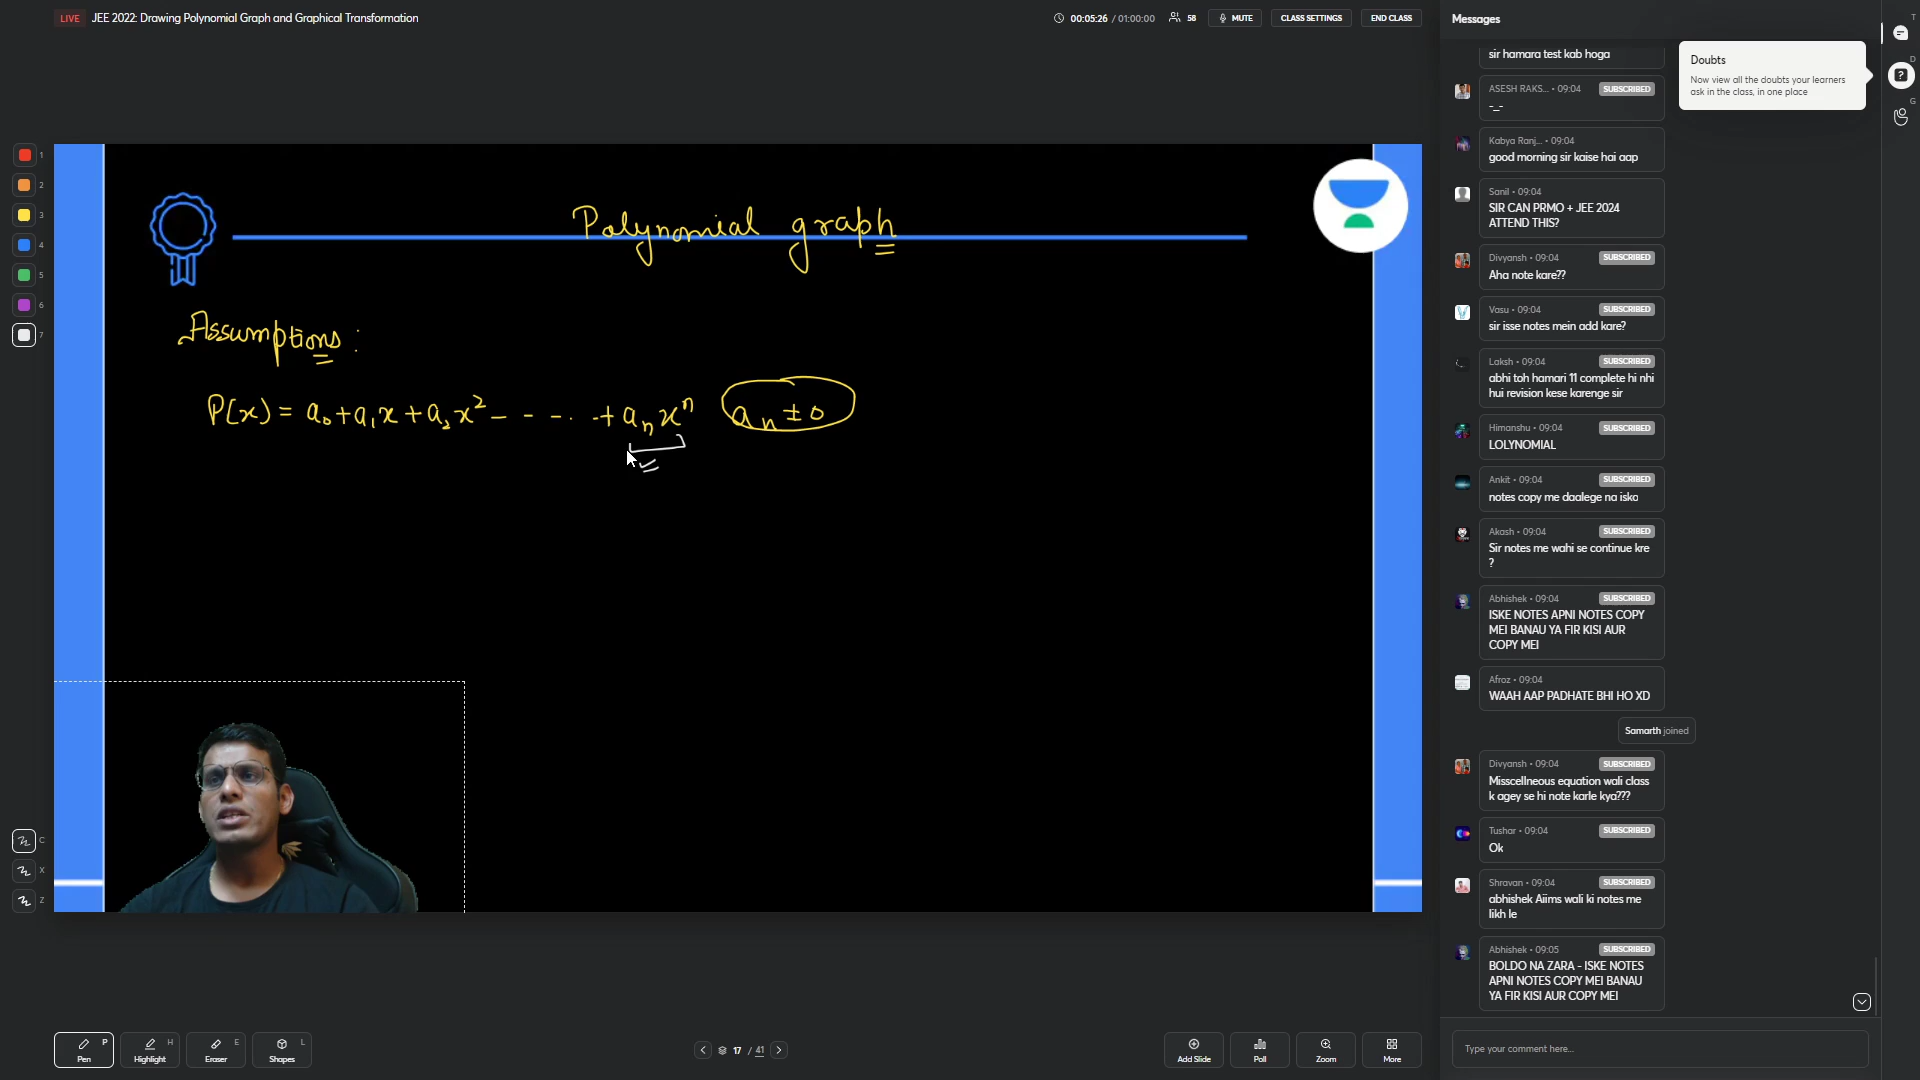 LIVE JEE 2022: Drawing Polynomial Graph and Graphical Transformation
00:05:26 / 01:00:00 58 MUTE CLASS SETTINGS END CLASS
1
2
3
4
5
6
7
Polynomial graph
Assumptions:
P(x) = a₀+a₁x+a₂x²- - -. . .+aₙxⁿ aₙ≠0
C
X
Z
Pen P
Highlight H
Eraser E
Shapes L
17 / 41
Add Slide
Poll
Zoom
More
Messages
sir hamara test kab hoga
ASESH RAKS... • 09:04 SUBSCRIBED
-_-
Kabya Ranj... • 09:04
good morning sir kaise hai aap
Sanil • 09:04
SIR CAN PRMO + JEE 2024
ATTEND THIS?
Divyansh • 09:04 SUBSCRIBED
Aha note kare??
Vasu • 09:04 SUBSCRIBED
sir isse notes mein add kare?
Laksh • 09:04 SUBSCRIBED
abhi toh hamari 11 complete hi nhi
hui revision kese karenge sir
Himanshu • 09:04 SUBSCRIBED
LOLYNOMIAL
Ankit • 09:04 SUBSCRIBED
notes copy me daalege na isko
Akash • 09:04 SUBSCRIBED
Sir notes me wahi se continue kre
?
Abhishek • 09:04 SUBSCRIBED
ISKE NOTES APNI NOTES COPY
MEI BANAU YA FIR KISI AUR
COPY MEI
Afroz • 09:04
WAAH AAP PADHATE BHI HO XD
Samarth joined
Divyansh • 09:04 SUBSCRIBED
Misscellneous equation wali class
k agey se hi note karle kya???
Tushar • 09:04 SUBSCRIBED
Ok
Shravan • 09:04 SUBSCRIBED
abhishek Aiims wali ki notes me
likh le
Abhishek • 09:05 SUBSCRIBED
BOLDO NA ZARA - ISKE NOTES
APNI NOTES COPY MEI BANAU
YA FIR KISI AUR COPY MEI
Type your comment here...
Doubts
Now view all the doubts your learners
ask in the class, in one place
T
D
G